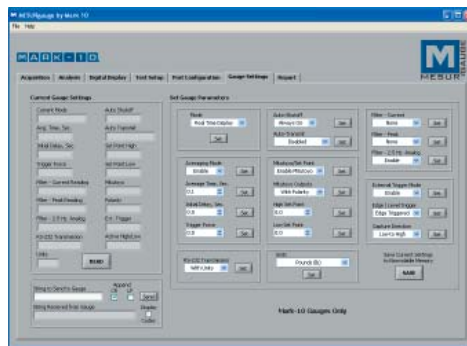 MESURgauge by Mark-10
File Help
MARK-10
M
MESUR GAUGE
Acquisition Analysis Digital Display Test Setup Port Configuration Gauge Settings Report
Current Gauge Settings
Current Mode Auto Shutoff
Avg. Time, Sec. Auto Transmit
Initial Delay, Sec Set Point High
Trigger Force Set Point Low
Filter - Current Reading Mitutoyo
Filter - Peak Reading Polarity
Filter - 2.5 Hz. Analog Ext. Trigger
RS-232 Transmission Active High/Low
Units
READ
String to Send to Gauge
Append
CR LF
Send
String Received from Gauge
Display
Codes
Set Gauge Parameters
Mode
Real Time Display
Set
Averaging Mode
Enable Set
Average Time, Sec.
0.1 Set
Initial Delay, Sec.
0.0 Set
Trigger Force
0.0 Set
RS-232 Transmission
With Units Set
Auto-Shutoff
Always On Set
Auto-Transmit
Disabled Set
Mitutoyo/Set Point
Enable Mitutoyo Set
Mitutoyo Outputs
With Polarity Set
High Set Point
0.0 Set
Low Set Point
0.0 Set
Units
Pounds (lb)
Set
Filter - Current
None Set
Filter - Peak
None Set
Filter - 2.5 Hz. Analog
Enable Set
External Trigger Mode
Enable Set
Edge/Level Trigger
Edge Triggered Set
Capture Direction
Low to High Set
Save Current Settings
to Nonvolatile Memory
SAVE
Mark-10 Gauges Only